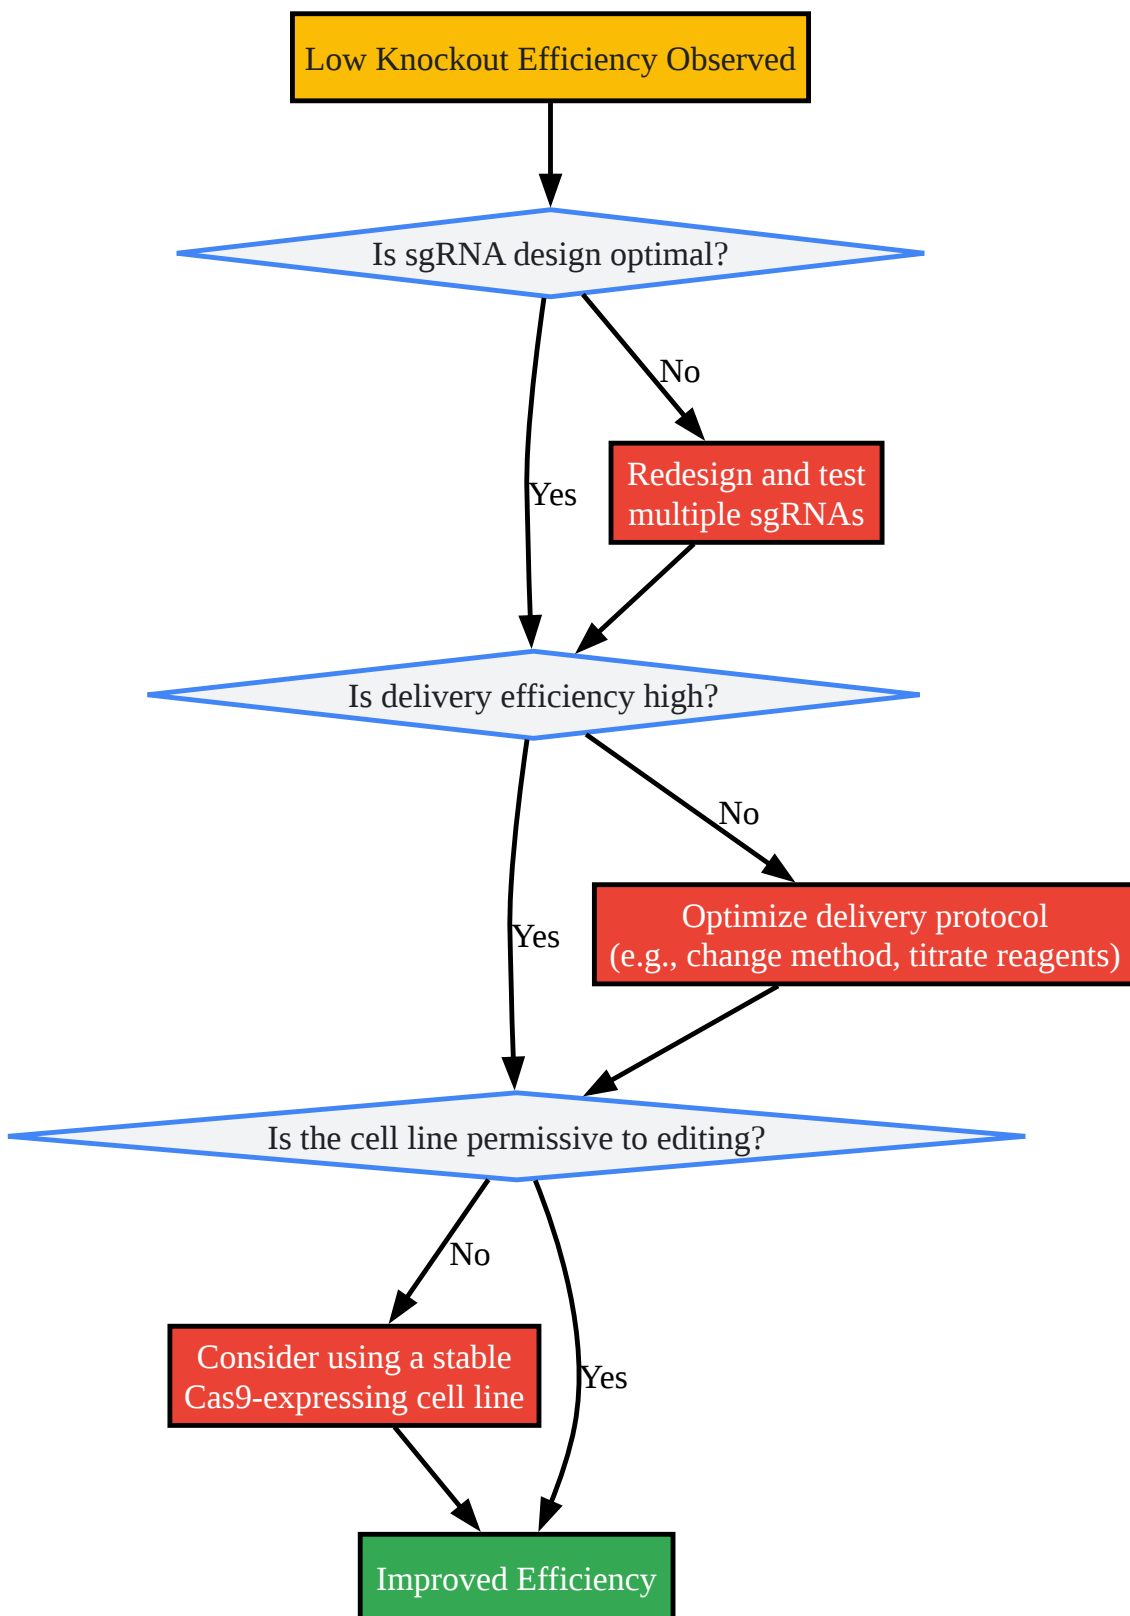 Low Knockout Efficiency Observed
Is sgRNA design optimal?
No
Redesign and test
multiple sgRNAs
Yes
Is delivery efficiency high?
No
Optimize delivery protocol
(e.g., change method, titrate reagents)
Yes
Is the cell line permissive to editing?
No
Consider using a stable
Cas9-expressing cell line
Yes
Improved Efficiency